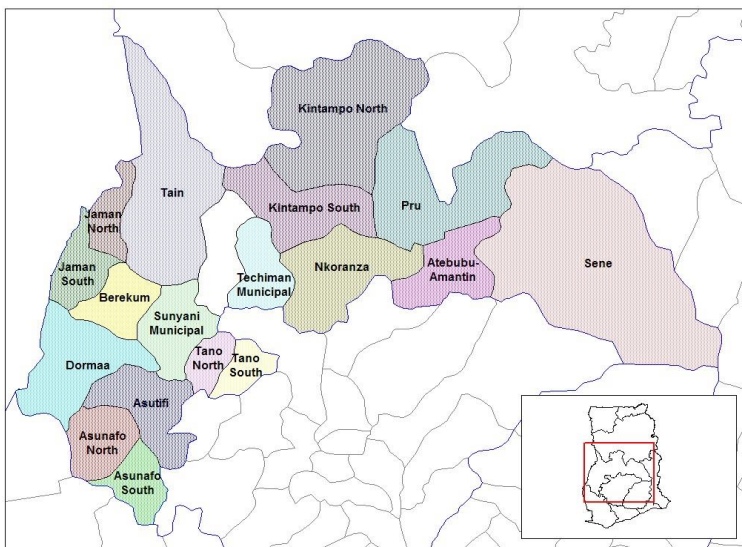 Kintampo North
Tain
Kintampo South
Pru
Jaman
North
Jaman
South
Nkoranza
Atebubu-
Amantin
Sene
Techiman
Municipal
Berekum
Sunyani
Municipal
Dormaa
Tano
North
Tano
South
Asutifi
Asunafo
North
Asunafo
South